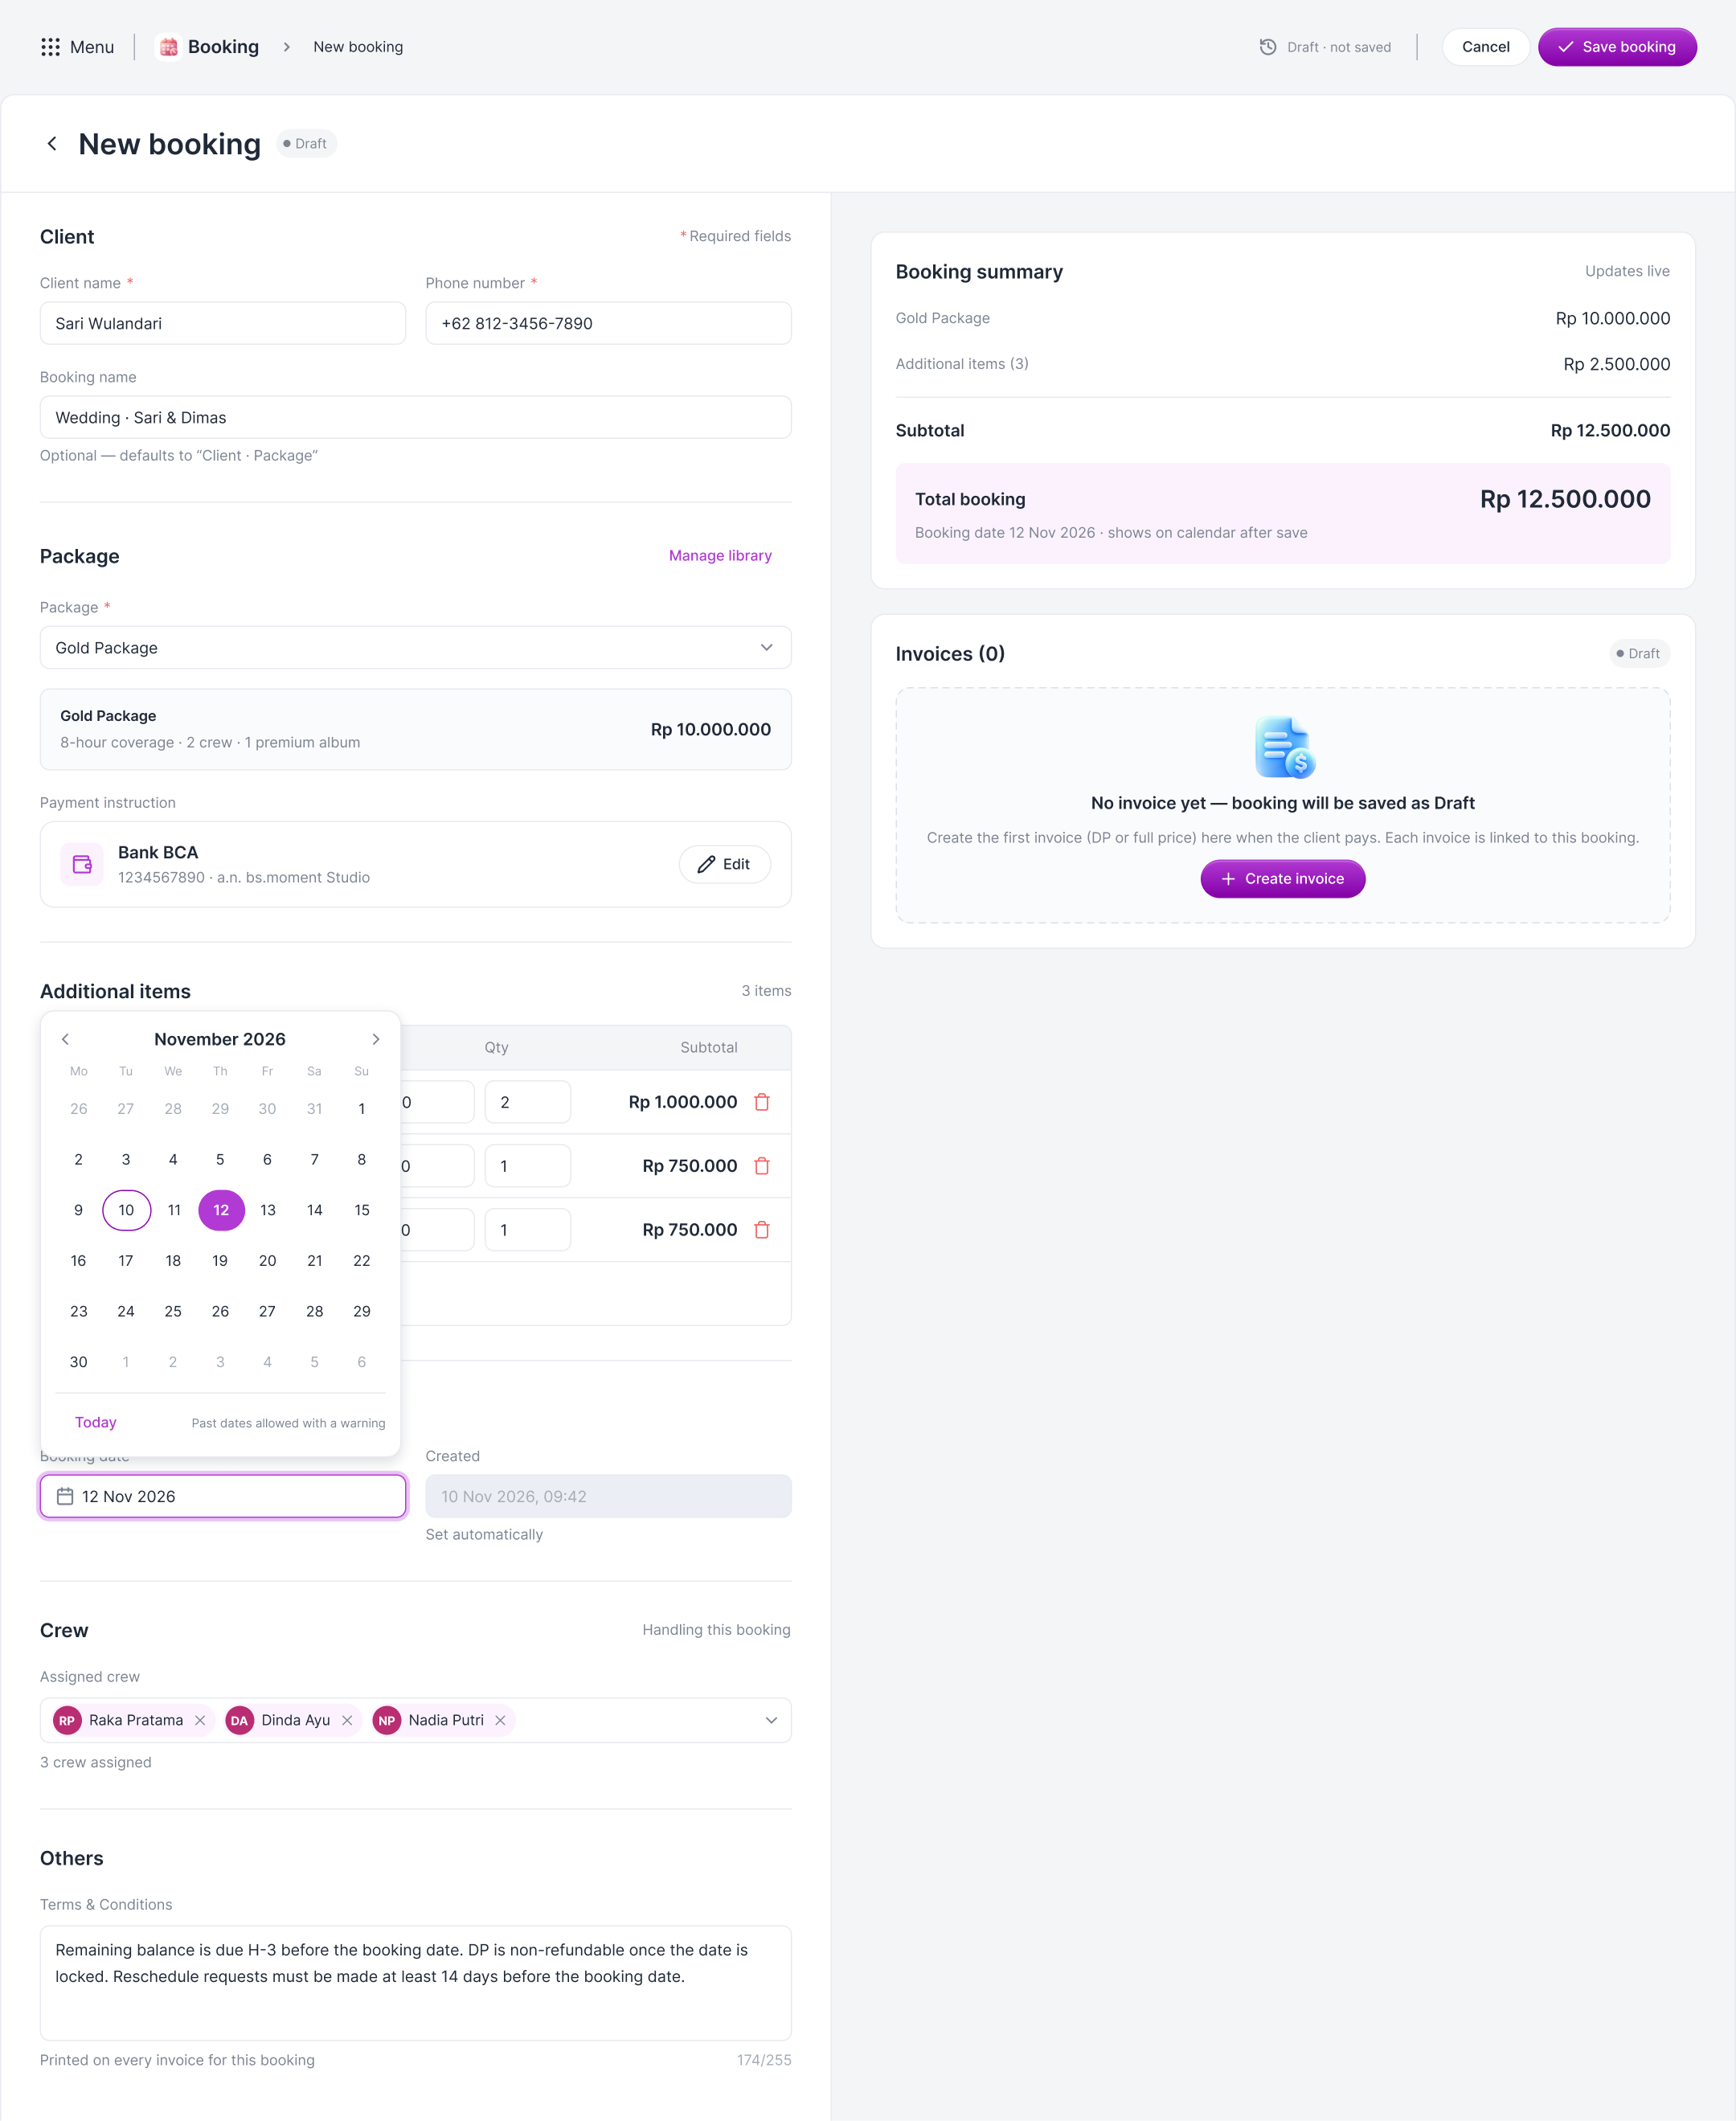 Menu
Booking
New booking
Draft · not saved
Cancel
Save booking
New booking
Draft
Client
* Required fields
Client name *
Phone number *
Sari Wulandari
+62 812-3456-7890
Booking name
Wedding · Sari & Dimas
Optional — defaults to “Client · Package”
Package
Manage library
Package *
Gold Package
Gold Package
8-hour coverage · 2 crew · 1 premium album
Rp 10.000.000
Payment instruction
Bank BCA
1234567890 · a.n. bs.moment Studio
Edit
Additional items
3 items
Qty
Subtotal
0
2
Rp 1.000.000
0
1
Rp 750.000
0
1
Rp 750.000
November 2026
Mo Tu We Th Fr Sa Su
26 27 28 29 30 31 1
2 3 4 5 6 7 8
9 10 11 12 13 14 15
16 17 18 19 20 21 22
23 24 25 26 27 28 29
30 1 2 3 4 5 6
Today
Past dates allowed with a warning
Booking date
Created
12 Nov 2026
10 Nov 2026, 09:42
Set automatically
Crew
Handling this booking
Assigned crew
RP Raka Pratama
DA Dinda Ayu
NP Nadia Putri
3 crew assigned
Others
Terms & Conditions
Remaining balance is due H-3 before the booking date. DP is non-refundable once the date is
locked. Reschedule requests must be made at least 14 days before the booking date.
Printed on every invoice for this booking
174/255
Booking summary
Updates live
Gold Package
Rp 10.000.000
Additional items (3)
Rp 2.500.000
Subtotal
Rp 12.500.000
Total booking
Rp 12.500.000
Booking date 12 Nov 2026 · shows on calendar after save
Invoices (0)
Draft
$
No invoice yet — booking will be saved as Draft
Create the first invoice (DP or full price) here when the client pays. Each invoice is linked to this booking.
Create invoice